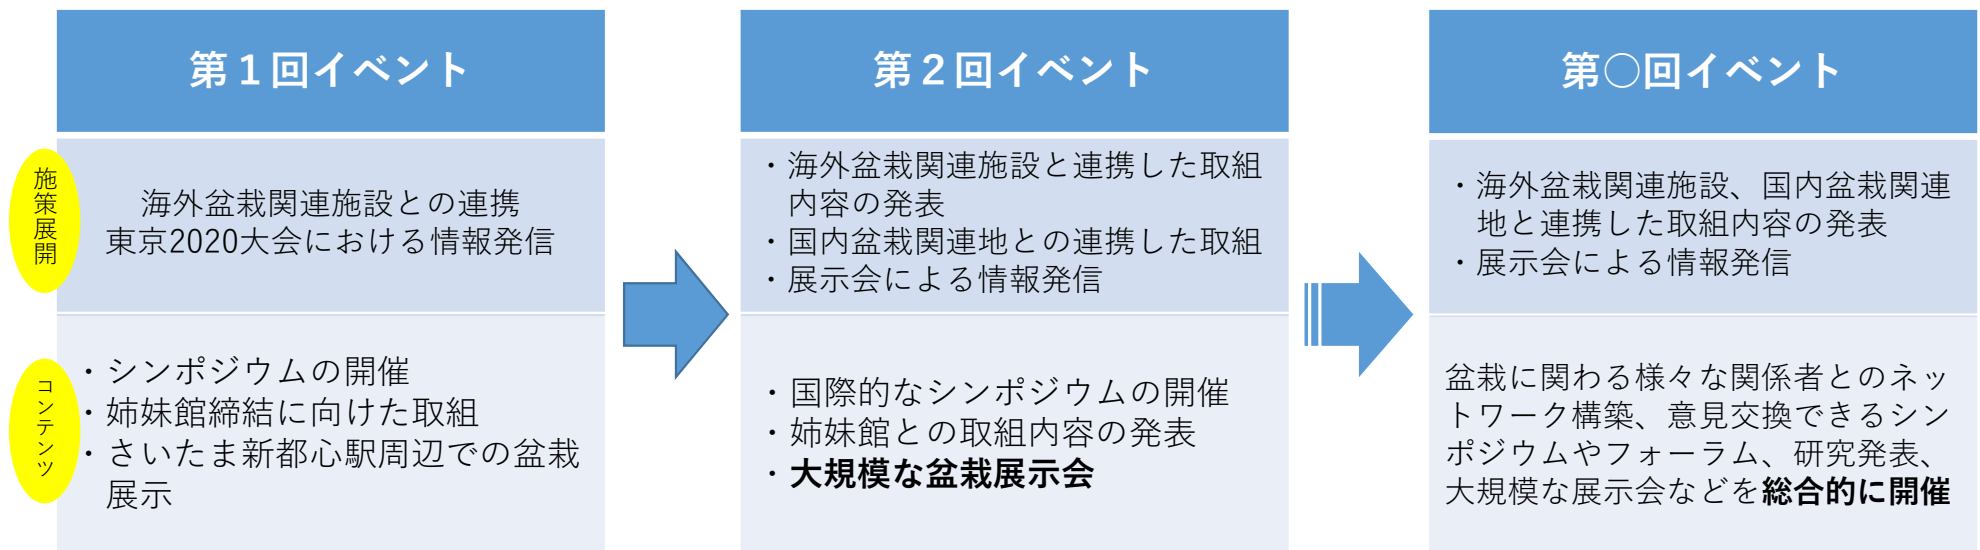 第１回イベント
施策展開
海外盆栽関連施設との連携
東京2020大会における情報発信
コンテンツ
・シンポジウムの開催
・姉妹館締結に向けた取組
・さいたま新都心駅周辺での盆栽
展示
第２回イベント
・海外盆栽関連施設と連携した取組
内容の発表
・国内盆栽関連地との連携した取組
・展示会による情報発信
・国際的なシンポジウムの開催
・姉妹館との取組内容の発表
・大規模な盆栽展示会
第○回イベント
・海外盆栽関連施設、国内盆栽関連
地と連携した取組内容の発表
・展示会による情報発信
盆栽に関わる様々な関係者とのネッ
トワーク構築、意見交換できるシン
ポジウムやフォーラム、研究発表、
大規模な展示会などを総合的に開催